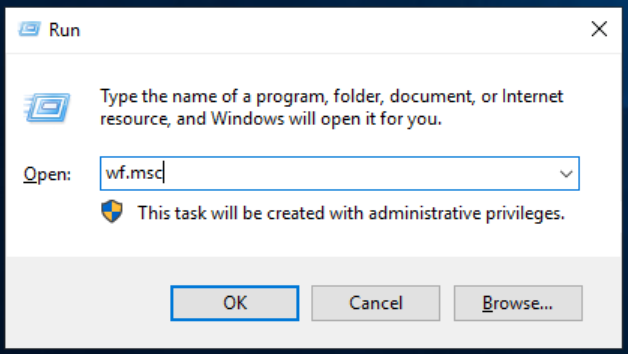 Run
Type the name of a program, folder, document, or Internet
resource, and Windows will open it for you.
Open: wf.msc
This task will be created with administrative privileges.
OK Cancel Browse...